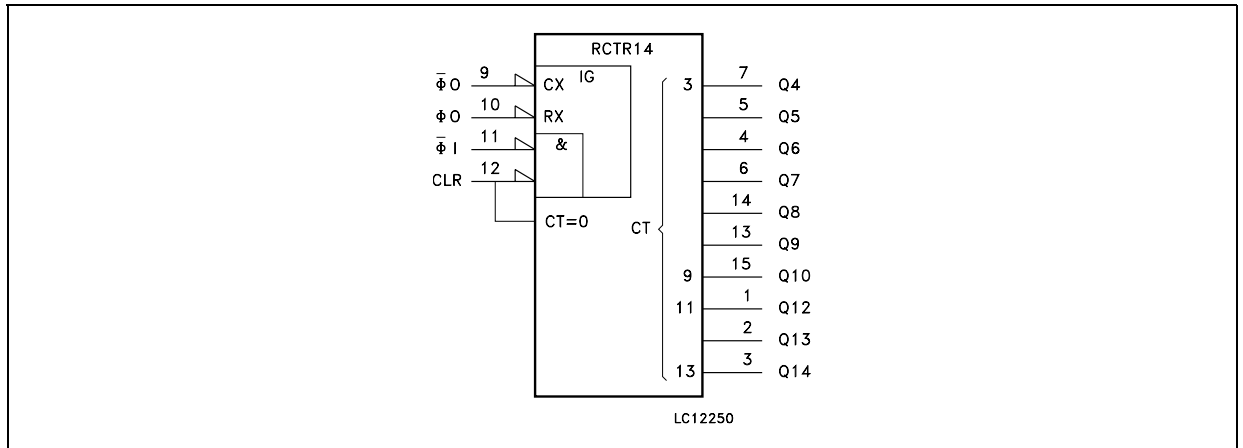 RCTR14
IG
Φ̅O 9 CX 3 7 Q4
ΦO 10 RX 5 Q5
Φ̅I 11 & 4 Q6
CLR 12 6 Q7
14 Q8
CT=0 CT 13 Q9
9 15 Q10
11 1 Q12
2 Q13
13 3 Q14
LC12250